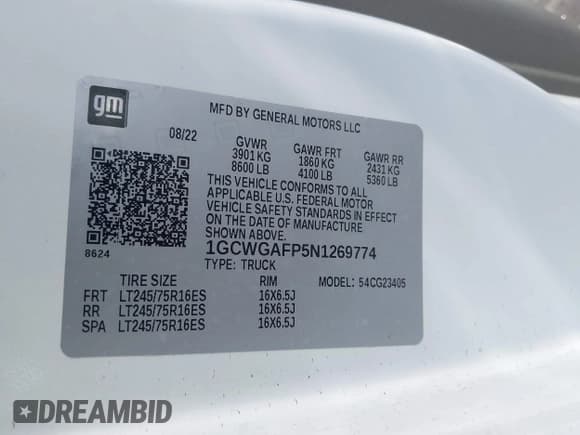 gm
MFD BY GENERAL MOTORS LLC
08/22 GVWR GAWR FRT GAWR RR
3901 KG 1860 KG 2431 KG
8600 LB 4100 LB 5360 LB
THIS VEHICLE CONFORMS TO ALL
APPLICABLE U.S. FEDERAL MOTOR
VEHICLE SAFETY STANDARDS IN EFFECT
ON THE DATE OF MANUFACTURE
SHOWN ABOVE.
8624 1GCWGAFP5N1269774
TYPE: TRUCK
TIRE SIZE RIM MODEL: 54CG23405
FRT LT245/75R16ES 16X6.5J
RR LT245/75R16ES 16X6.5J
SPA LT245/75R16ES 16X6.5J
DREAMBID